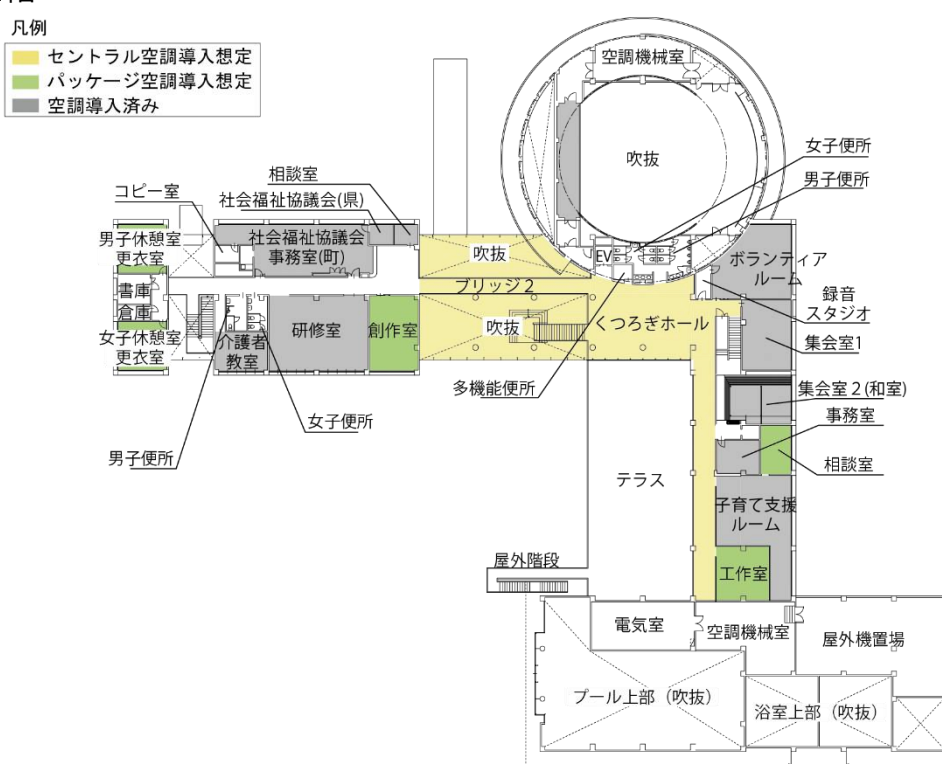 凡例
セントラル空調導入想定
パッケージ空調導入想定
空調導入済み
空調機械室
吹抜
女子便所
男子便所
相談室
社会福祉協議会(県)
コピー室
男子休憩室
更衣室
社会福祉協議会
事務室(町)
吹抜
EV
ボランティア
ルーム
書庫
倉庫
ブリッジ2
録音
スタジオ
女子休憩室
更衣室
介護者
教室
研修室
創作室
吹抜
くつろぎホール
集会室1
多機能便所
集会室2(和室)
女子便所
事務室
男子便所
相談室
テラス
子育て支援
ルーム
屋外階段
工作室
電気室
空調機械室
屋外機置場
プール上部(吹抜)
浴室上部(吹抜)